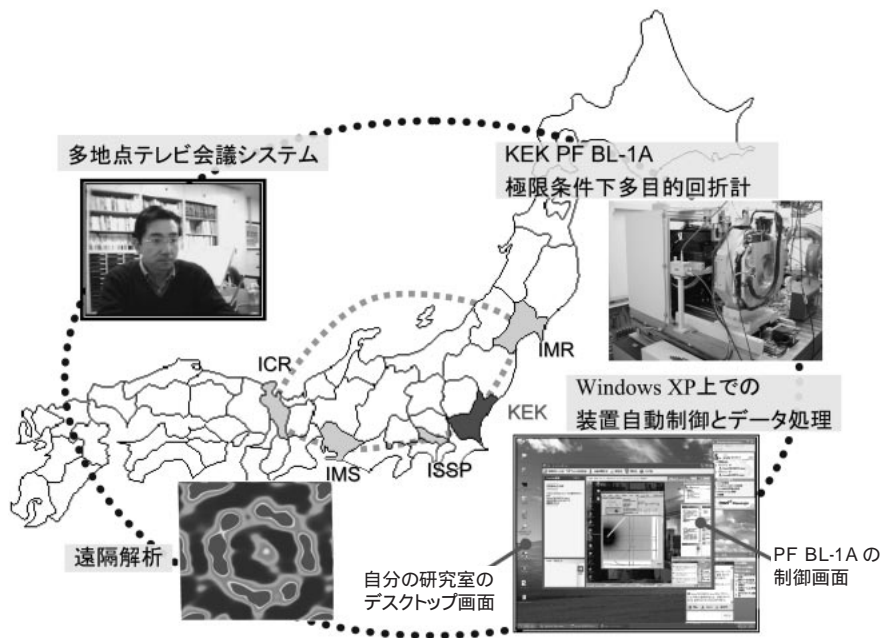 多地点テレビ会議システム
KEK PF BL-1A
極限条件下多目的回折計
ICR
IMR
KEK
IMS
ISSP
Windows XP上での
装置自動制御とデータ処理
遠隔解析
自分の研究室の
デスクトップ画面
PF BL-1A の
制御画面